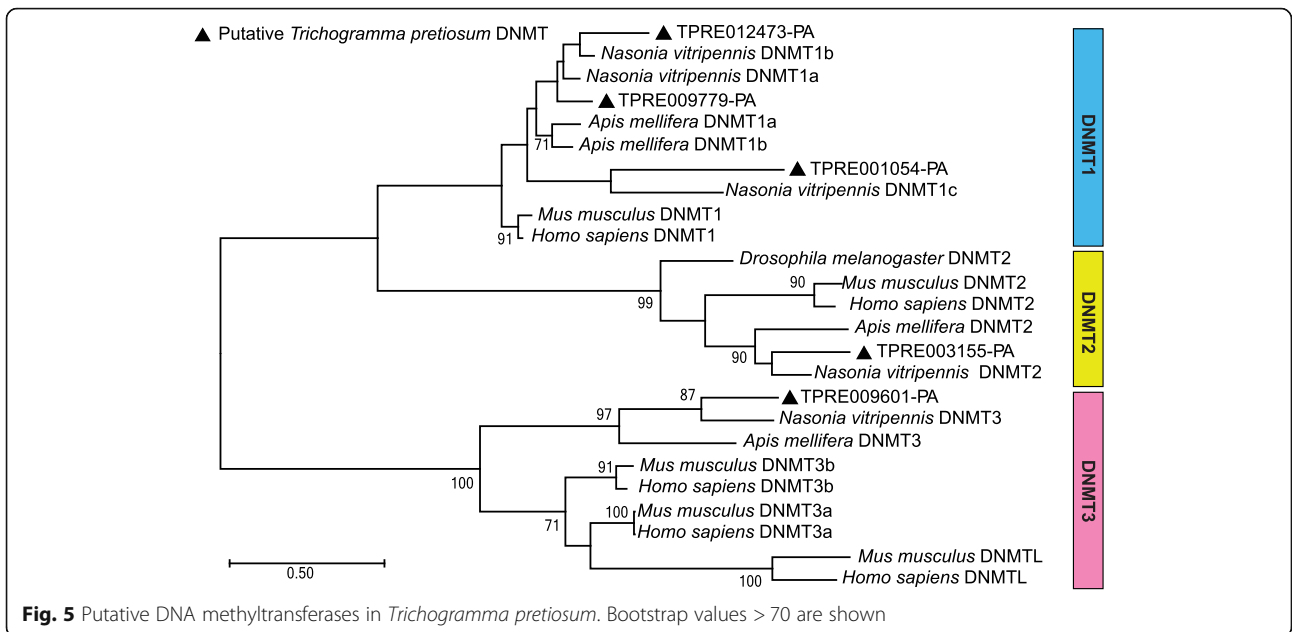 ▲ Putative Trichogramma pretiosum DNMT
▲ TPRE012473-PA
Nasonia vitripennis DNMT1b
Nasonia vitripennis DNMT1a
▲ TPRE009779-PA
Apis mellifera DNMT1a
71
Apis mellifera DNMT1b
▲ TPRE001054-PA
Nasonia vitripennis DNMT1c
Mus musculus DNMT1
91
Homo sapiens DNMT1
DNMT1
Drosophila melanogaster DNMT2
99
90
Mus musculus DNMT2
Homo sapiens DNMT2
Apis mellifera DNMT2
90
▲ TPRE003155-PA
Nasonia vitripennis DNMT2
DNMT2
87
▲ TPRE009601-PA
97
Nasonia vitripennis DNMT3
Apis mellifera DNMT3
100
91
Mus musculus DNMT3b
Homo sapiens DNMT3b
71
100
Mus musculus DNMT3a
Homo sapiens DNMT3a
Mus musculus DNMTL
100
Homo sapiens DNMTL
DNMT3
0.50
Fig. 5 Putative DNA methyltransferases in Trichogramma pretiosum. Bootstrap values > 70 are shown